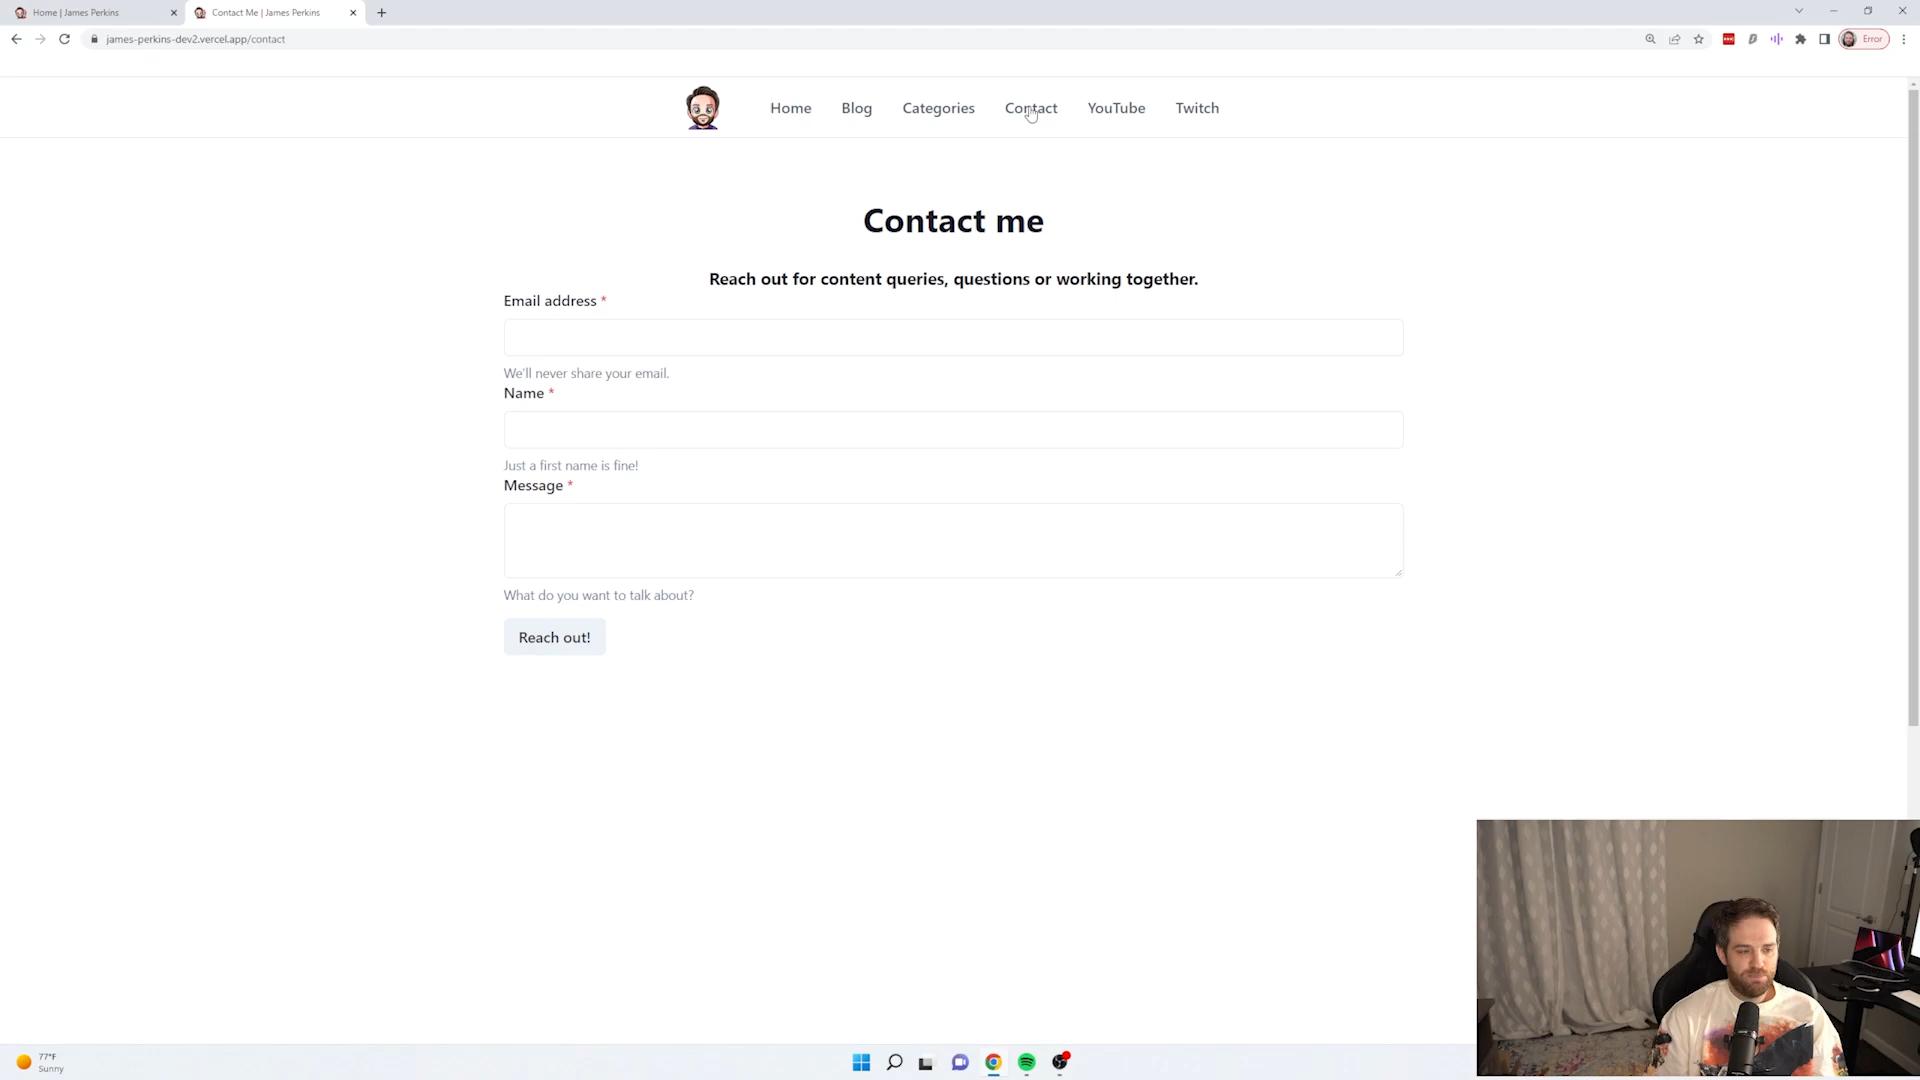 Home | James Perkins
Contact Me | James Perkins
james-perkins-dev2.vercel.app/contact
Error
Home
Blog
Categories
Contact
YouTube
Twitch
Contact me
Reach out for content queries, questions or working together.
Email address *
We'll never share your email.
Name *
Just a first name is fine!
Message *
What do you want to talk about?
Reach out!
77°F
Sunny